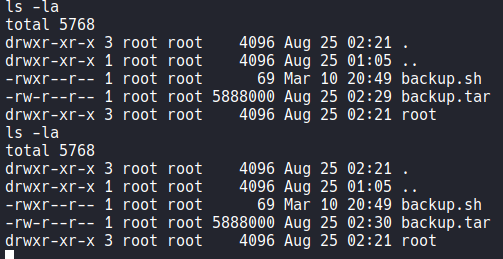 ls -la
total 5768
drwxr-xr-x 3 root root    4096 Aug 25 02:21 .
drwxr-xr-x 1 root root    4096 Aug 25 01:05 ..
-rwxr--r-- 1 root root      69 Mar 10 20:49 backup.sh
-rw-r--r-- 1 root root 5888000 Aug 25 02:29 backup.tar
drwxr-xr-x 3 root root    4096 Aug 25 02:21 root
ls -la
total 5768
drwxr-xr-x 3 root root    4096 Aug 25 02:21 .
drwxr-xr-x 1 root root    4096 Aug 25 01:05 ..
-rwxr--r-- 1 root root      69 Mar 10 20:49 backup.sh
-rw-r--r-- 1 root root 5888000 Aug 25 02:30 backup.tar
drwxr-xr-x 3 root root    4096 Aug 25 02:21 root